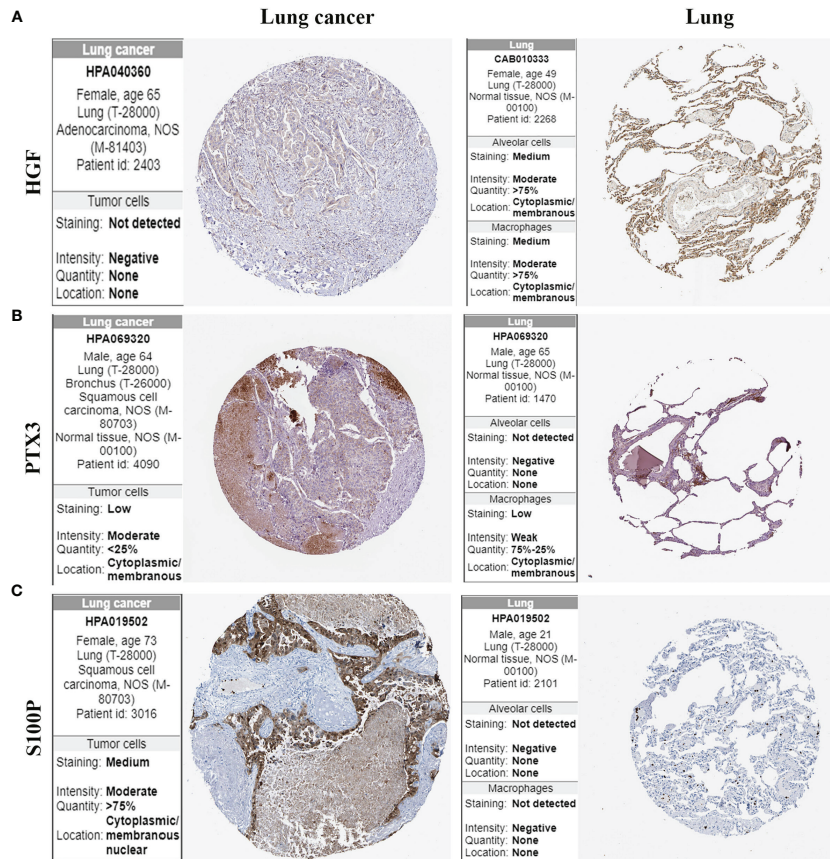 Lung cancer
Lung
A
HGF
Lung cancer
HPA040360
Female, age 65
Lung (T-28000)
Adenocarcinoma, NOS
(M-81403)
Patient id: 2403
Tumor cells
Staining: Not detected
Intensity: Negative
Quantity: None
Location: None
Lung
CAB010333
Female, age 49
Lung (T-28000)
Normal tissue, NOS (M-
00100)
Patient id: 2268
Alveolar cells
Staining: Medium
Intensity: Moderate
Quantity: >75%
Location: Cytoplasmic/
membranous
Macrophages
Staining: Medium
Intensity: Moderate
Quantity: >75%
Location: Cytoplasmic/
membranous
B
PTX3
Lung cancer
HPA069320
Male, age 64
Lung (T-28000)
Bronchus (T-26000)
Squamous cell
carcinoma, NOS (M-
80703)
Normal tissue, NOS (M-
00100)
Patient id: 4090
Tumor cells
Staining: Low
Intensity: Moderate
Quantity: <25%
Location: Cytoplasmic/
membranous
Lung
HPA069320
Male, age 65
Lung (T-28000)
Normal tissue, NOS (M-
00100)
Patient id: 1470
Alveolar cells
Staining: Not detected
Intensity: Negative
Quantity: None
Location: None
Macrophages
Staining: Low
Intensity: Weak
Quantity: 75%-25%
Location: Cytoplasmic/
membranous
C
S100P
Lung cancer
HPA019502
Female, age 73
Lung (T-28000)
Squamous cell
carcinoma, NOS (M-
80703)
Patient id: 3016
Tumor cells
Staining: Medium
Intensity: Moderate
Quantity: >75%
Cytoplasmic/
Location: membranous
nuclear
Lung
HPA019502
Male, age 21
Lung (T-28000)
Normal tissue, NOS (M-
00100)
Patient id: 2101
Alveolar cells
Staining: Not detected
Intensity: Negative
Quantity: None
Location: None
Macrophages
Staining: Not detected
Intensity: Negative
Quantity: None
Location: None